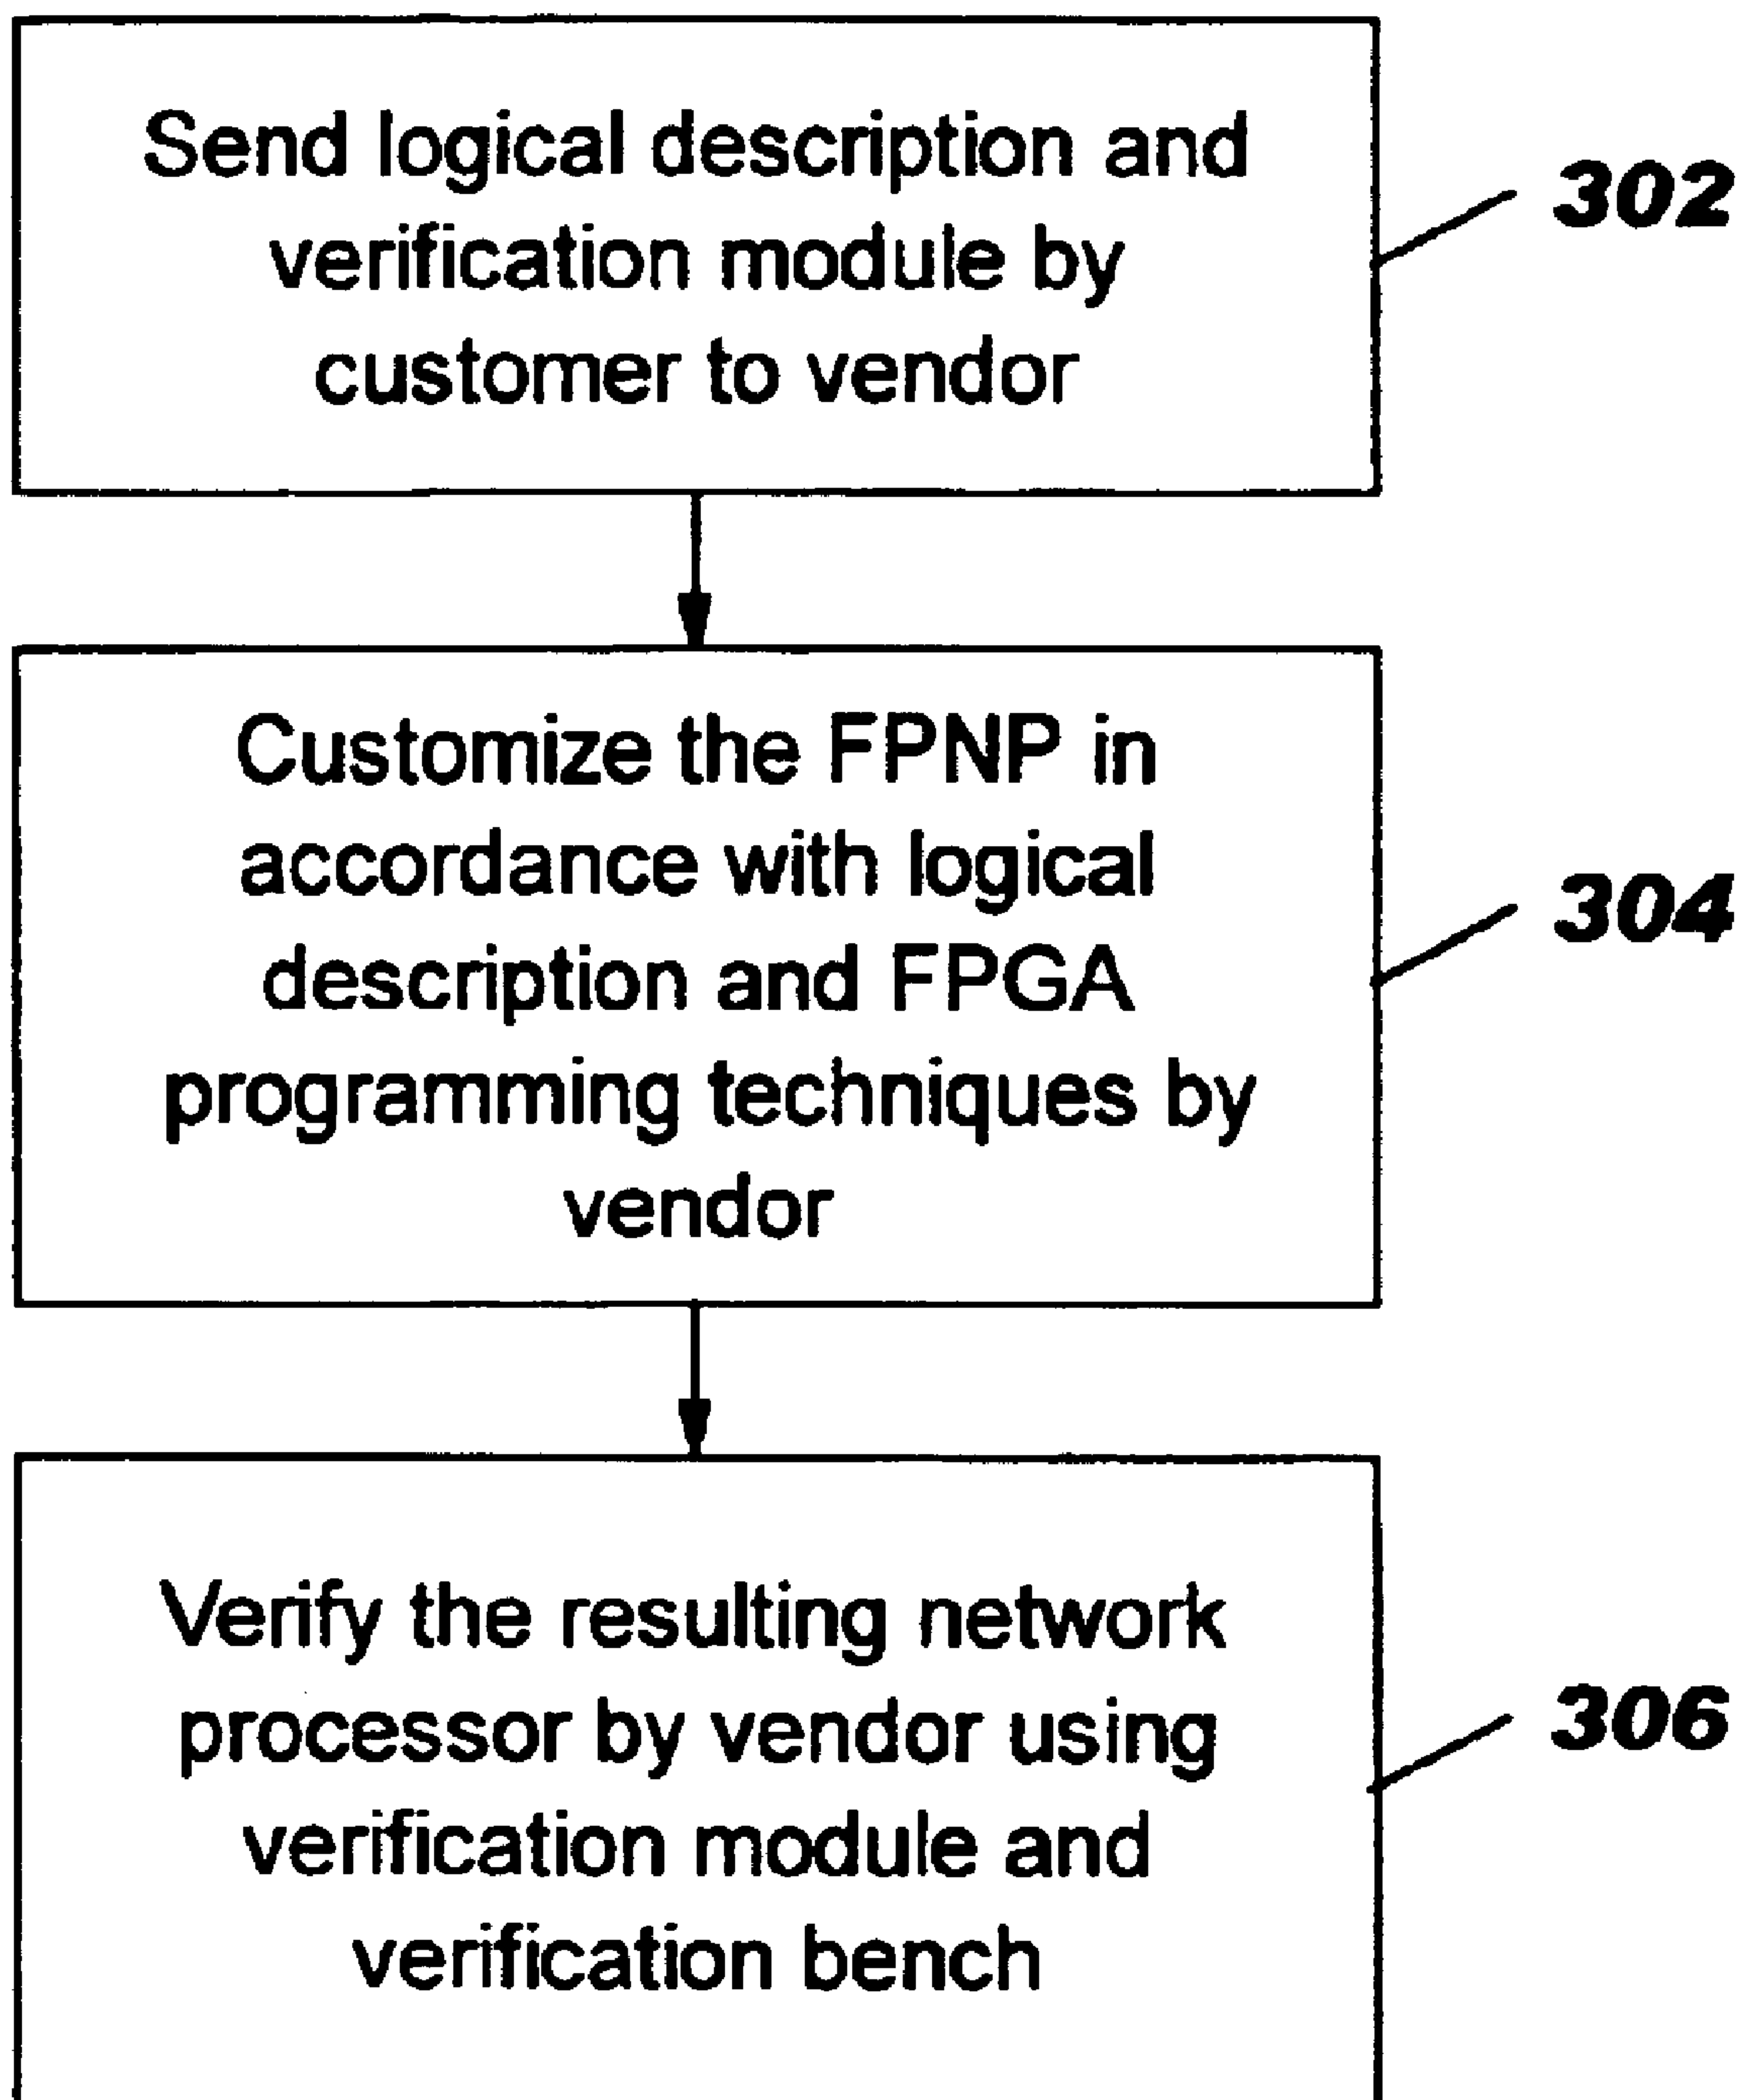 Send logical description and
verification module by
customer to vendor
302
Customize the FPNP in
accordance with logical
description and FPGA
programming techniques by
vendor
304
Verify the resulting network
processor by vendor using
verification module and
verification bench
306